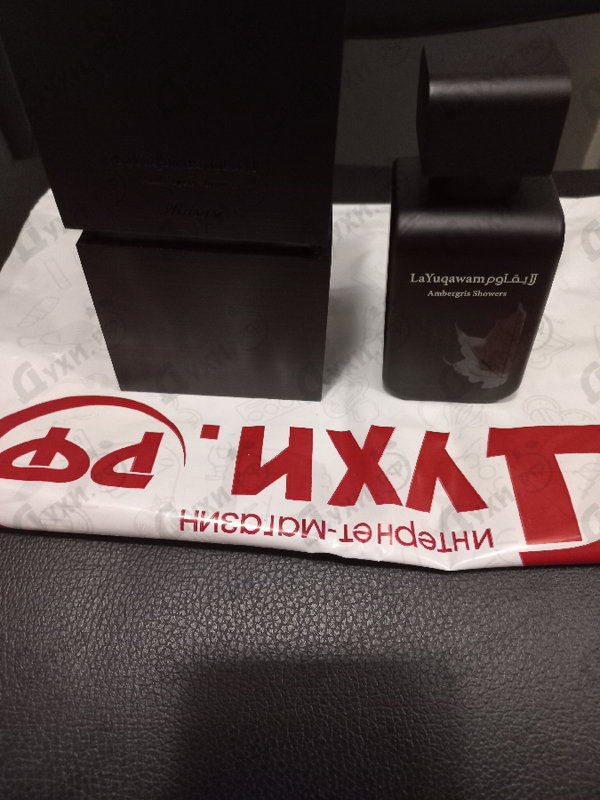 LaYuqawam لا يقاوم
Ambergris Showers
ДУХИ.РФ
интернет-магазин